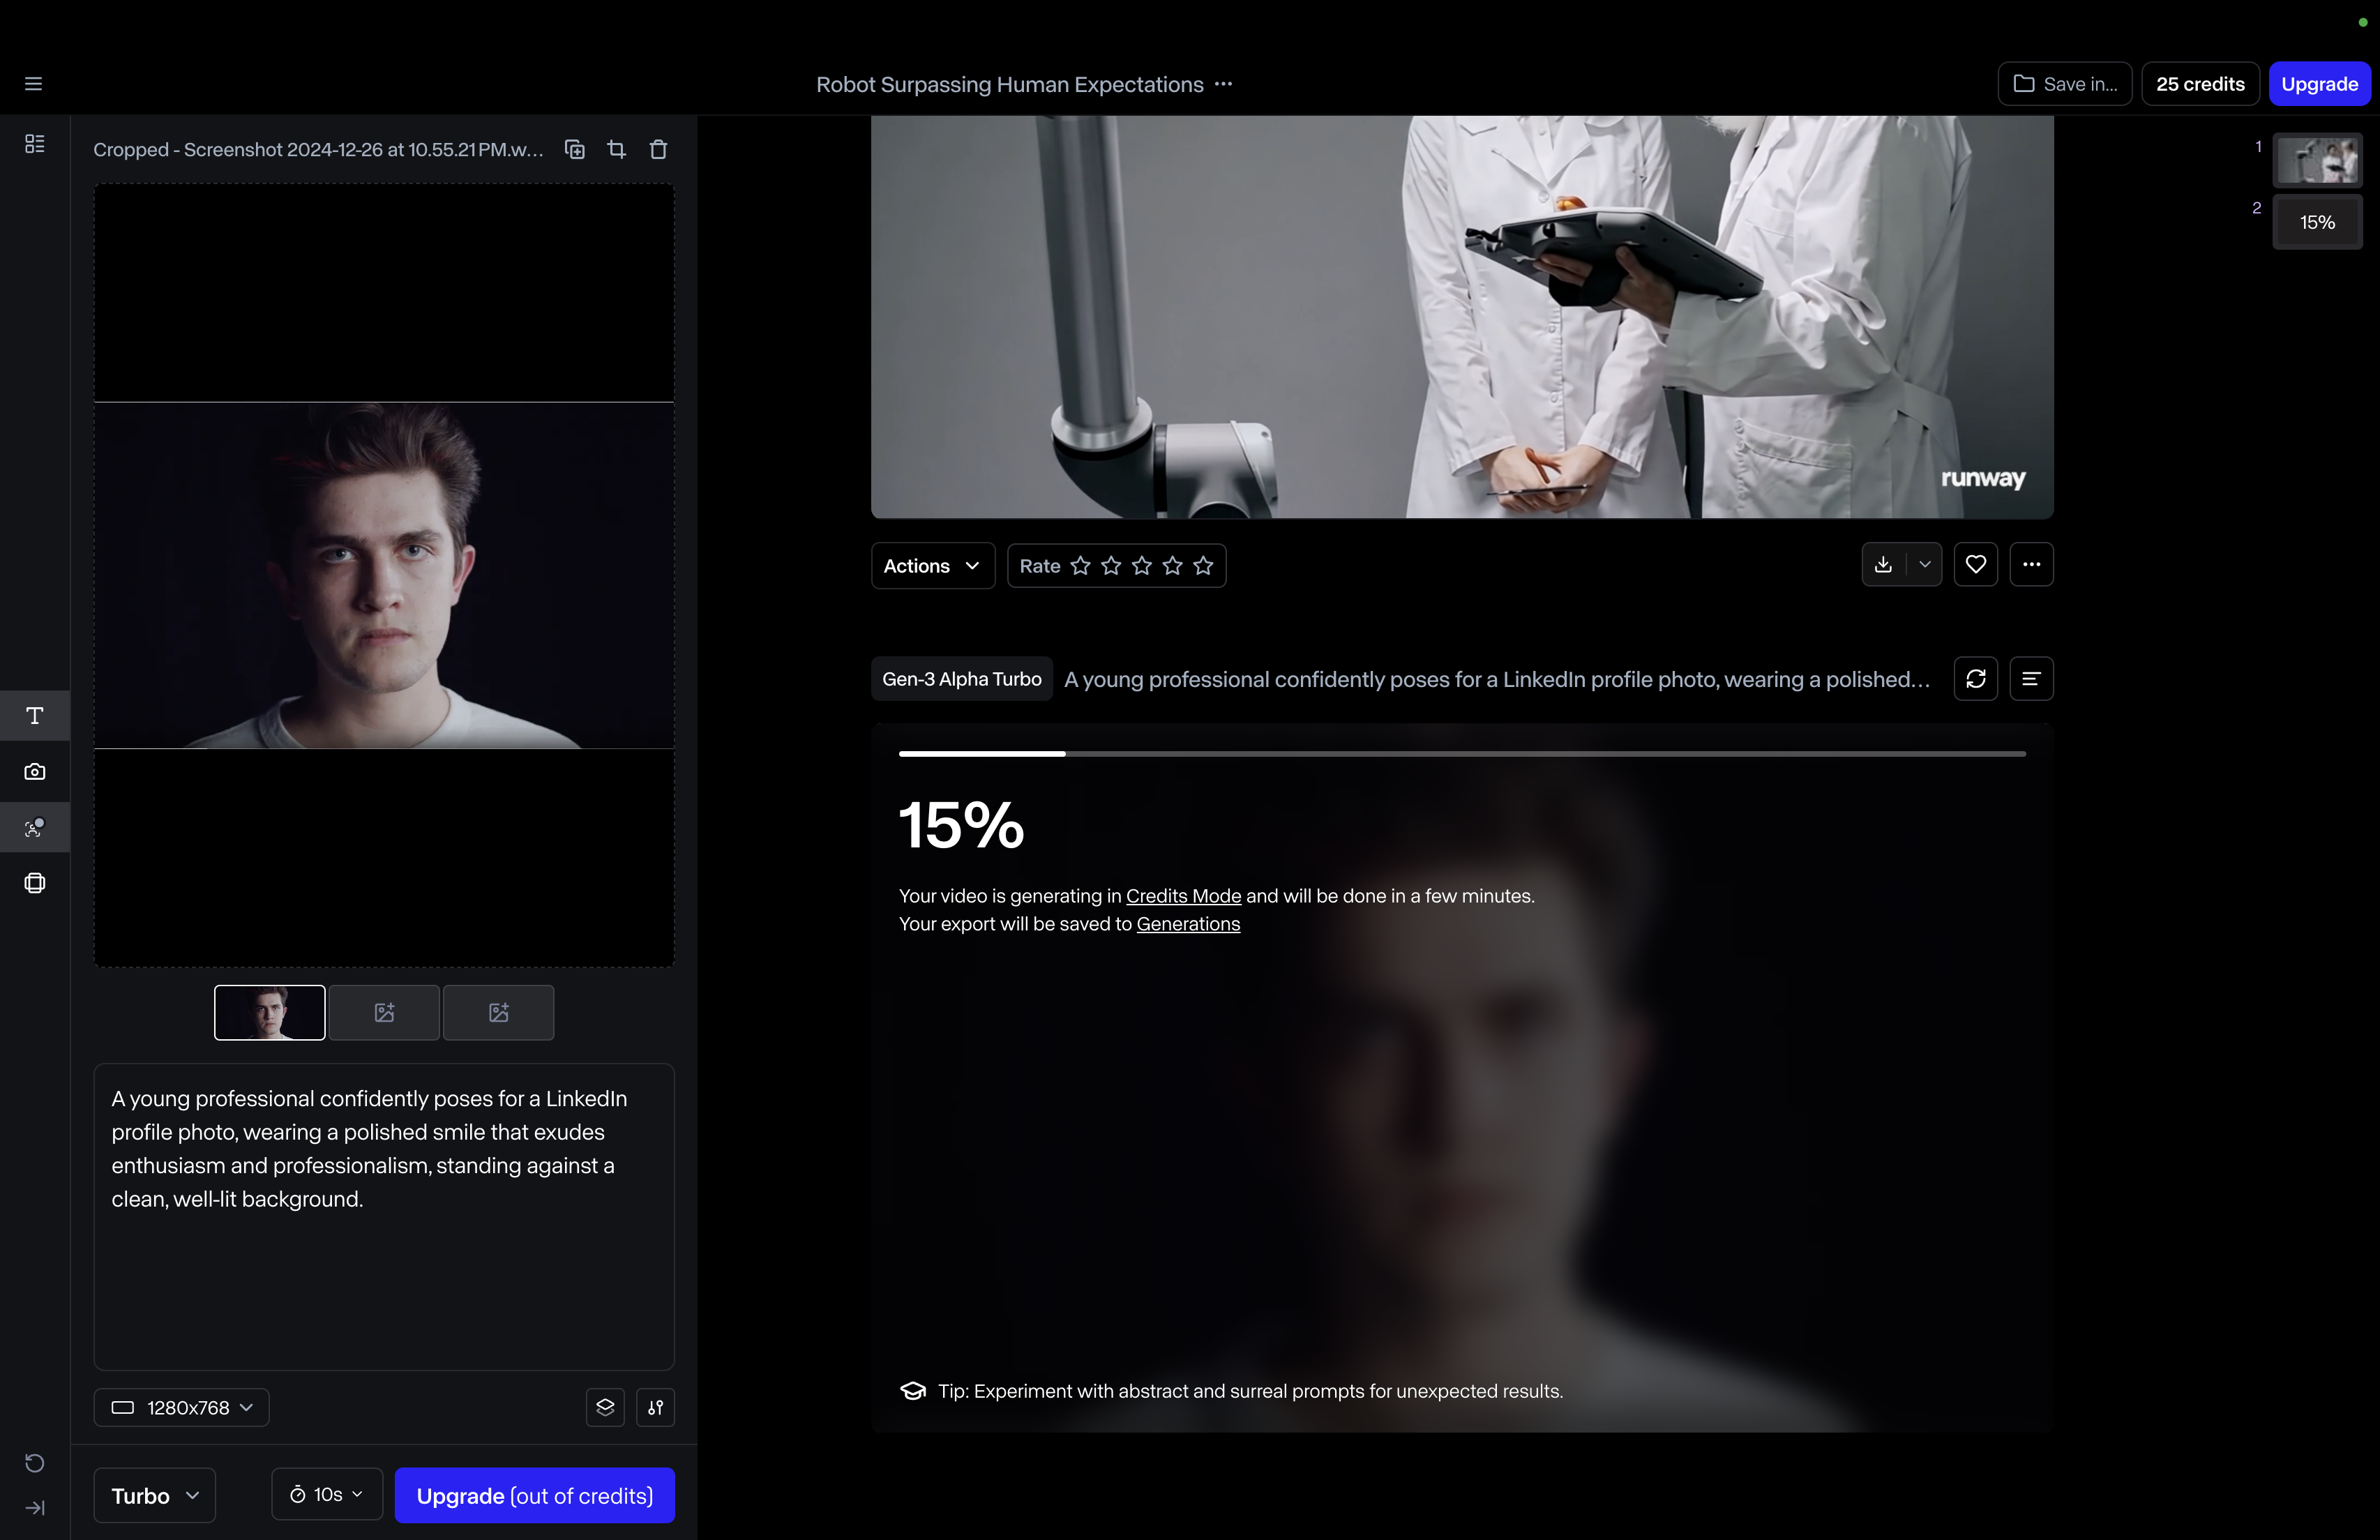 Robot Surpassing Human Expectations ...
Save in...
25 credits
Upgrade
Cropped - Screenshot 2024-12-26 at 10.55.21 PM.w...
1
2
15%
runway
Actions
Rate
Gen-3 Alpha Turbo
A young professional confidently poses for a LinkedIn profile photo, wearing a polished...
15%
Your video is generating in Credits Mode and will be done in a few minutes.
Your export will be saved to Generations
A young professional confidently poses for a LinkedIn
profile photo, wearing a polished smile that exudes
enthusiasm and professionalism, standing against a
clean, well-lit background.
Tip: Experiment with abstract and surreal prompts for unexpected results.
1280x768
Turbo
10s
Upgrade (out of credits)